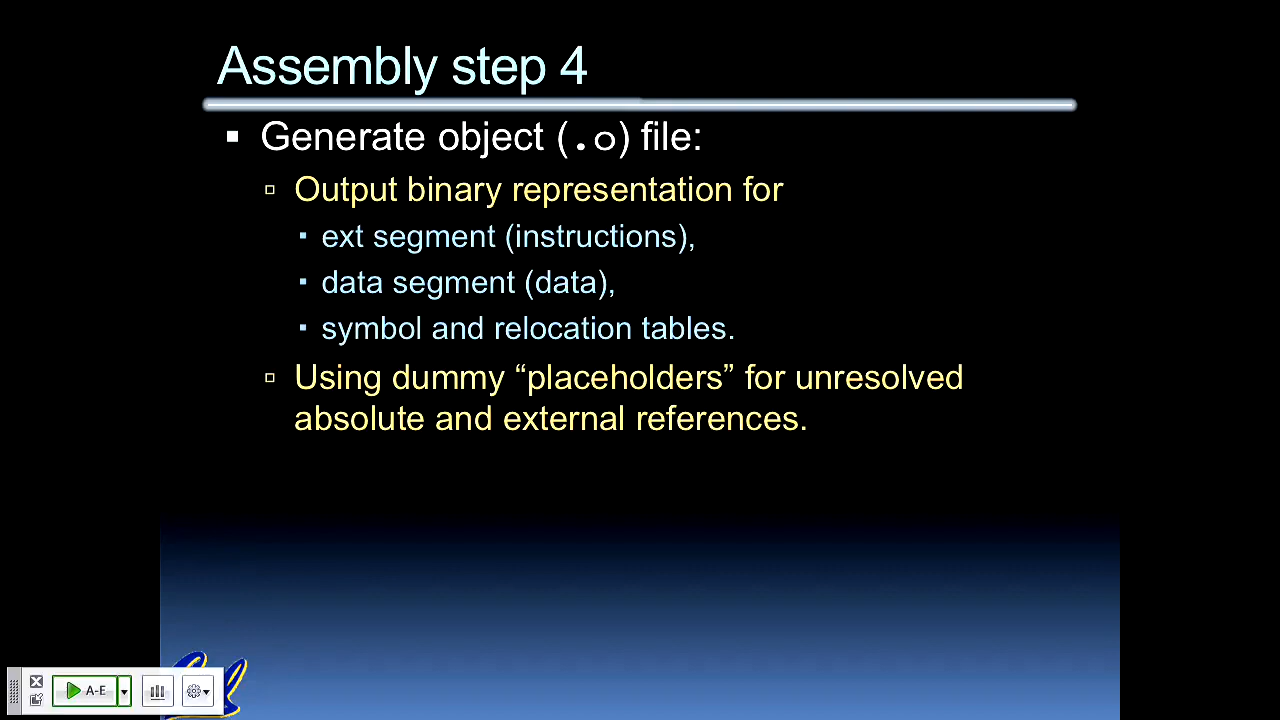 Assembly step 4
Generate object (.o) file:
Output binary representation for
ext segment (instructions),
data segment (data),
symbol and relocation tables.
Using dummy “placeholders” for unresolved
absolute and external references.
A-E